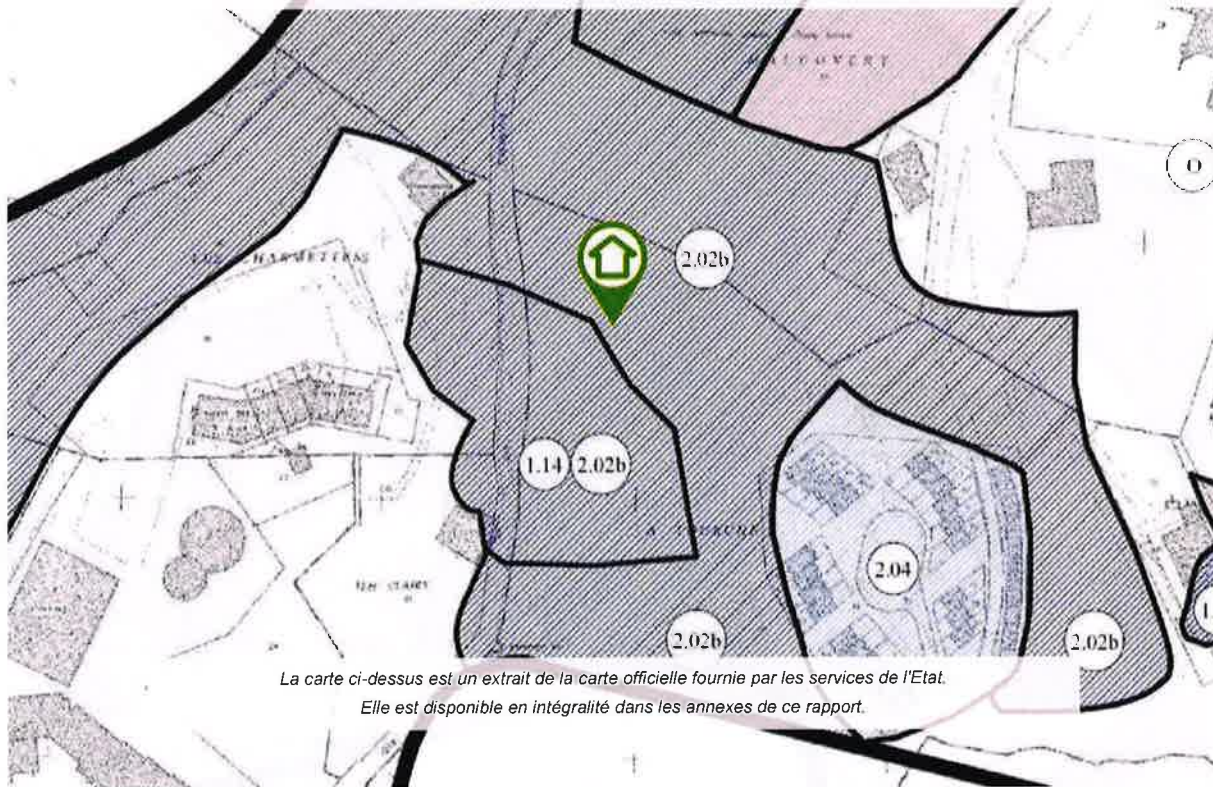 O
2.02b
1.14 2.02b
2.04
2.02b
2.02b
1
La carte ci-dessus est un extrait de la carte officielle fournie par les services de l'Etat.
Elle est disponible en intégralité dans les annexes de ce rapport.